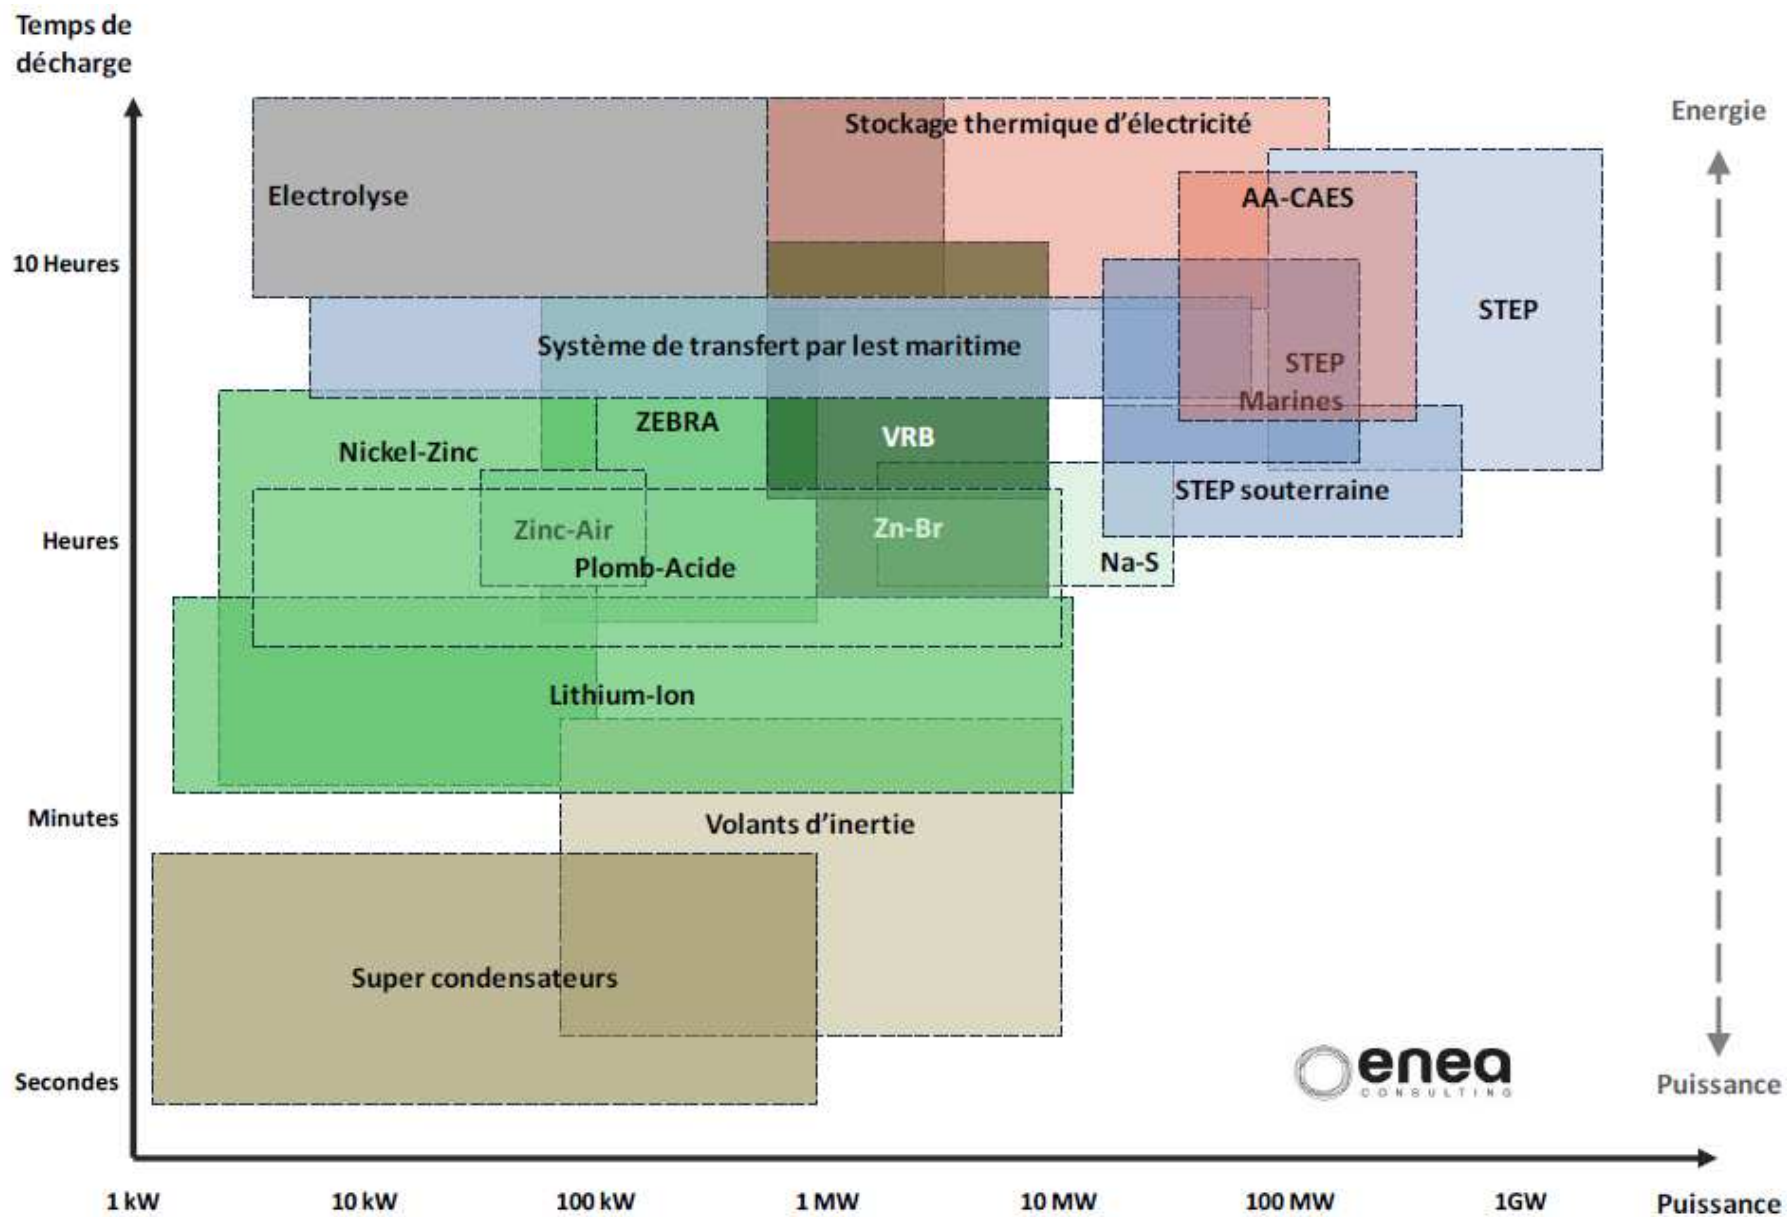 Temps de
décharge
Energie
Stockage thermique d'électricité
Electrolyse
AA-CAES
10 Heures
STEP
Système de transfert par lest maritime
STEP
Marines
ZEBRA
VRB
Nickel-Zinc
STEP souterraine
Zinc-Air
Zn-Br
Heures
Plomb-Acide
Na-S
Lithium-Ion
Minutes
Volants d'inertie
Super condensateurs
enea
CONSULTING
Secondes
Puissance
1 kW
10 kW
100 kW
1 MW
10 MW
100 MW
1GW
Puissance